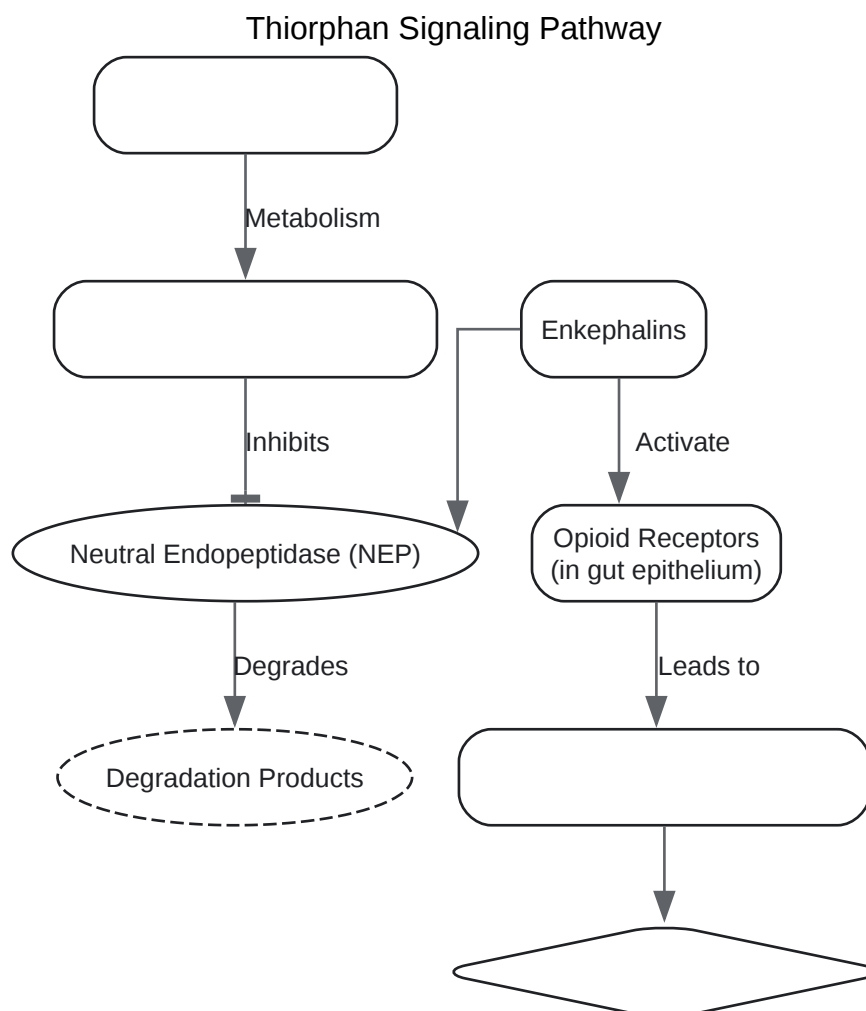 Thiorphan Signaling Pathway
Metabolism
Enkephalins
Inhibits
Activate
Neutral Endopeptidase (NEP)
Opioid Receptors
(in gut epithelium)
Degrades
Leads to
Degradation Products